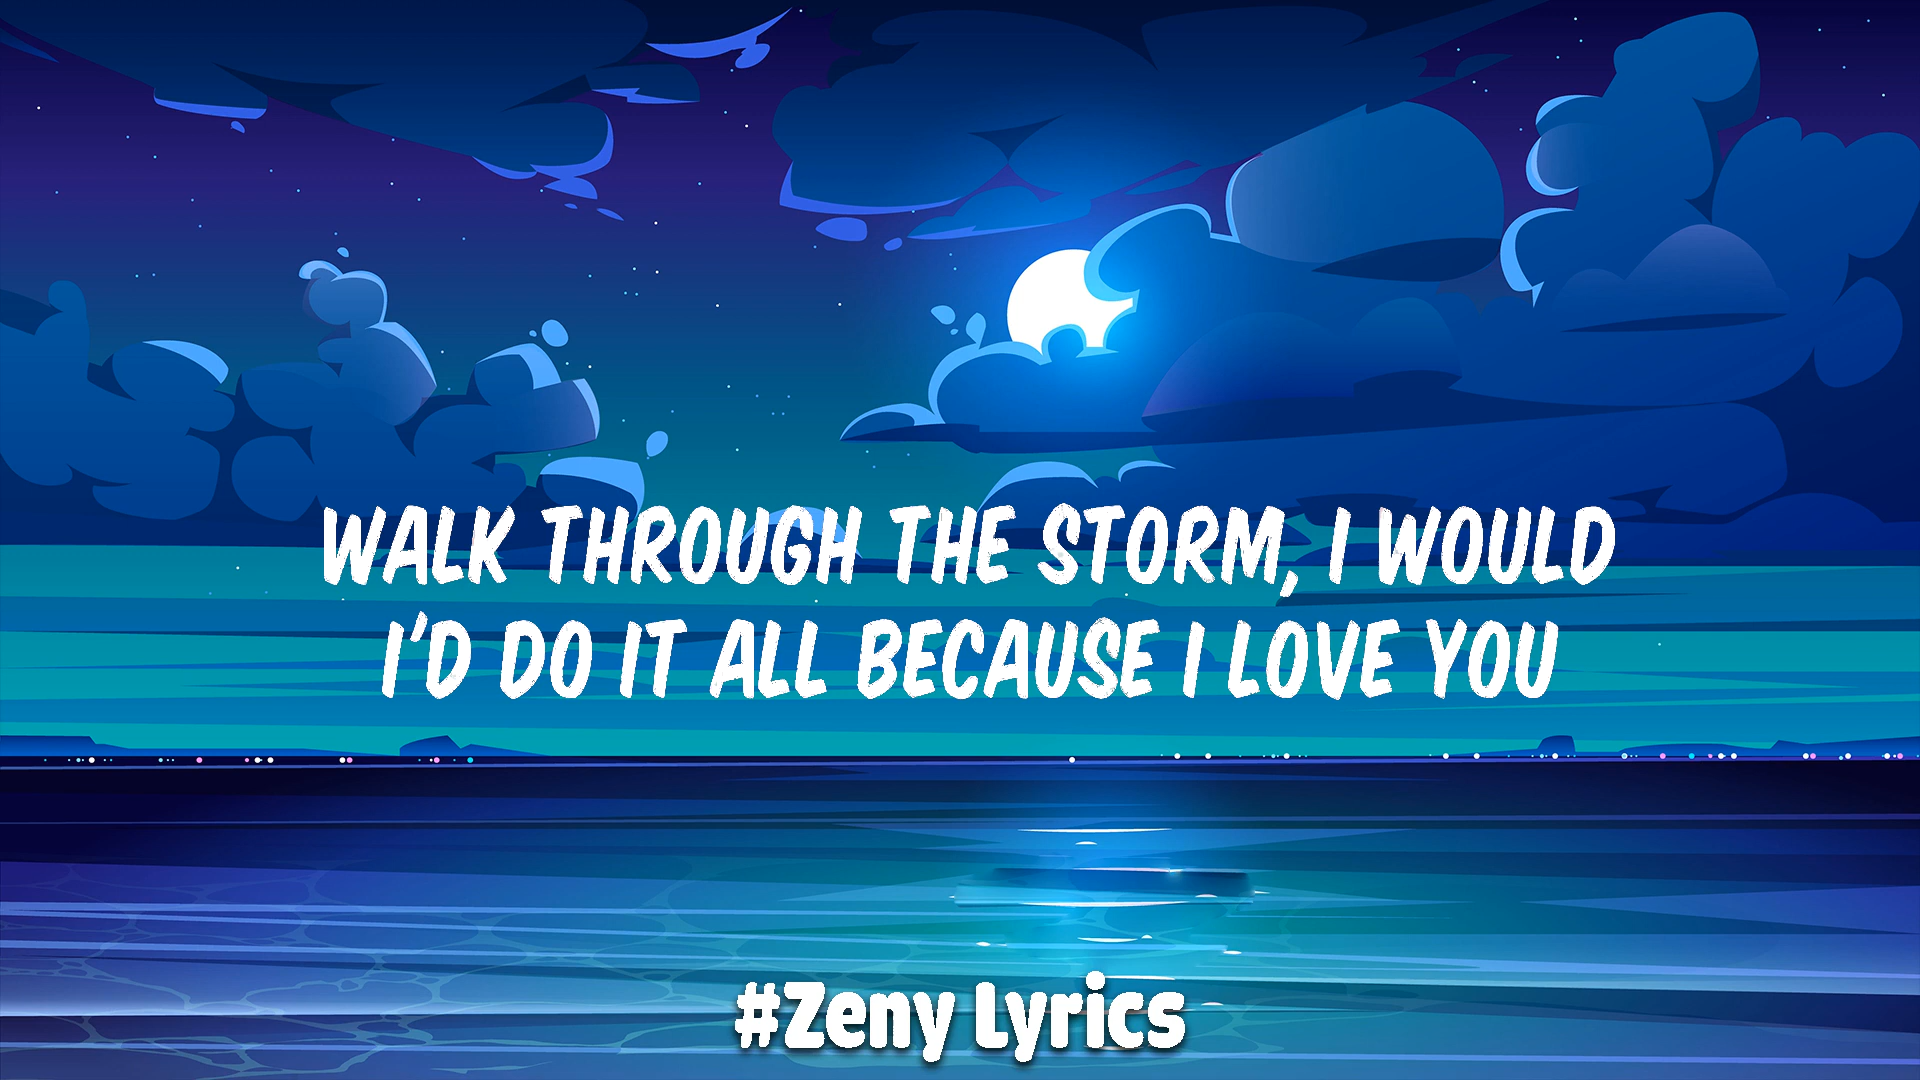 WALK THROUGH THE STORM, I WOULD
I'D DO IT ALL BECAUSE I LOVE YOU
#Zeny Lyrics